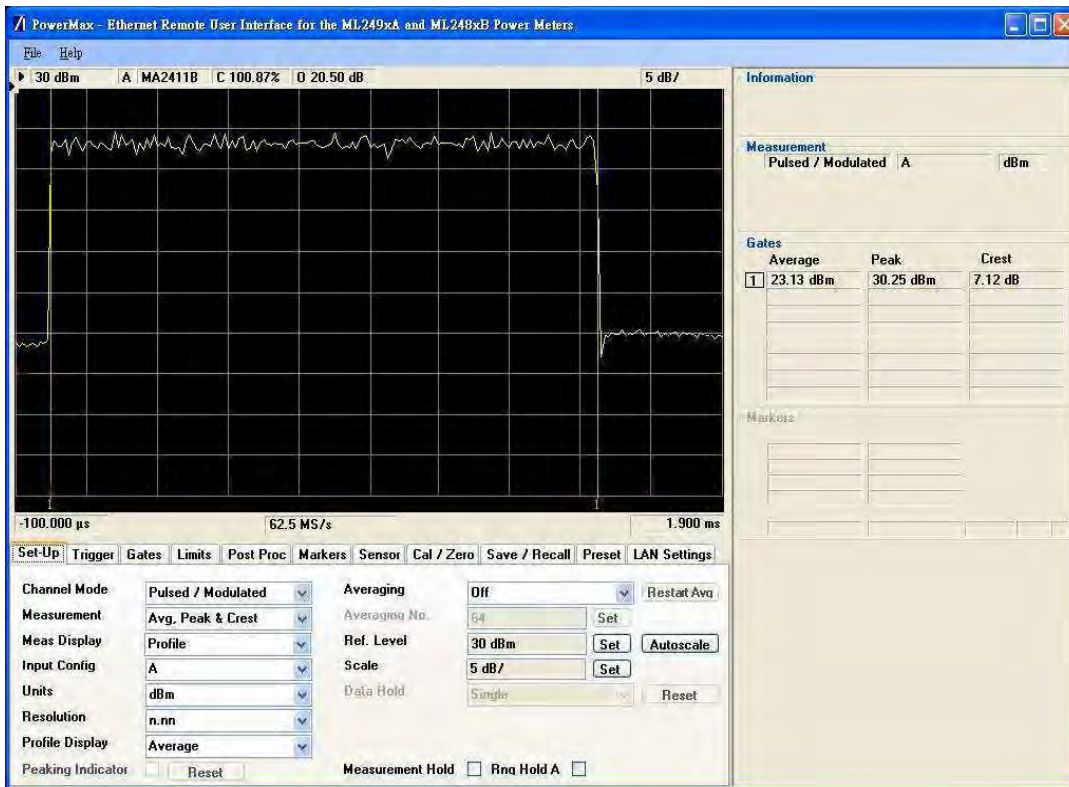 PowerMax - Ethernet Remote User Interface for the ML249xA and ML248xB Power Meters
File Help
30 dBm A MA2411B C 100.87% O 20.50 dB 5 dB/
1 1
-100.000 µs 62.5 MS/s 1.900 ms
Information
Measurement
Pulsed / Modulated A dBm
Gates
Average Peak Crest
1 23.13 dBm 30.25 dBm 7.12 dB
Markers
Set-Up Trigger Gates Limits Post Proc Markers Sensor Cal / Zero Save / Recall Preset LAN Settings
Channel Mode Pulsed / Modulated Averaging Off Restart Avg
Measurement Avg, Peak & Crest Averaging No. 64 Set
Meas Display Profile Ref. Level 30 dBm Set Autoscale
Input Config A Scale 5 dB/ Set
Units dBm Data Hold Single Reset
Resolution n.nn
Profile Display Average
Peaking Indicator Reset Measurement Hold Rng Hold A